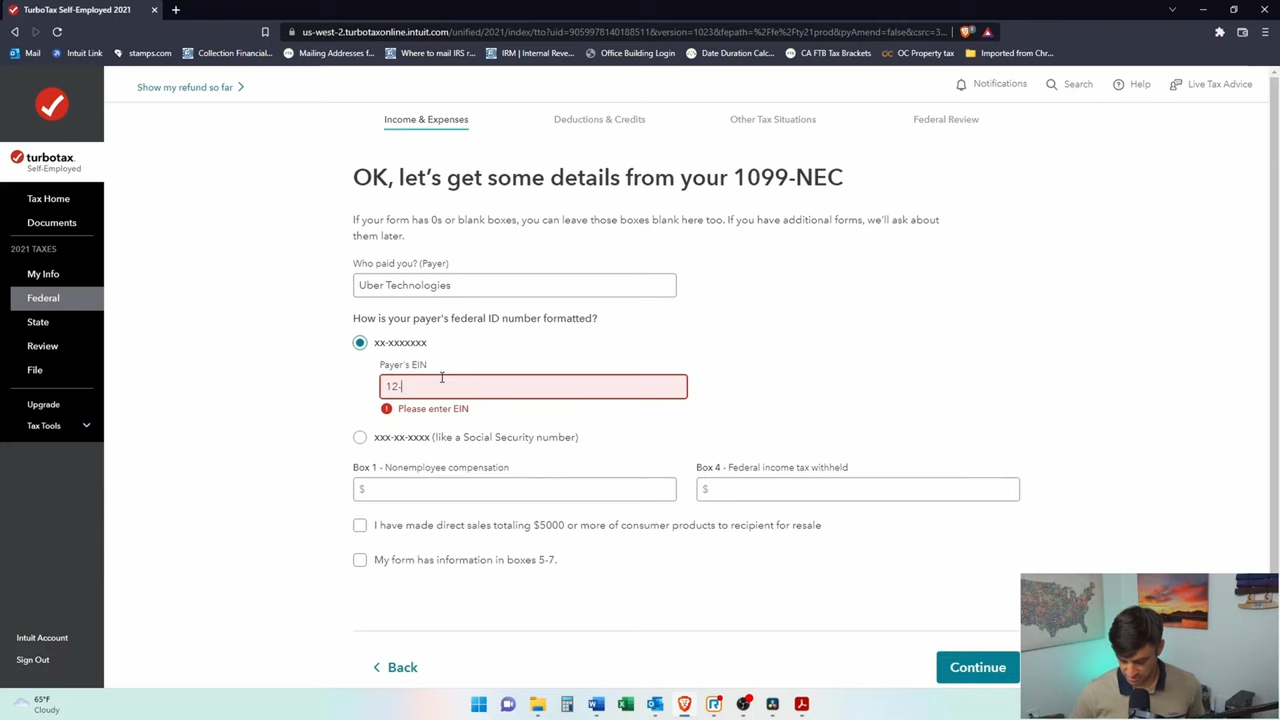 TurboTax Self-Employed 2021
us-west-2.turbotaxonline.intuit.com/unified/2021/index/tto?uid=9059978140188511&version=1023&fepath=%2Ffe%2Fty21prod&pyAmend=false&csrc=3...
Mail
Intuit Link
stamps.com
Collection Financial...
Mailing Addresses f...
Where to mail IRS r...
IRM | Internal Reve...
Office Building Login
Date Duration Calc...
CA FTB Tax Brackets
OC Property tax
Imported from Chr...
Show my refund so far
Notifications
Search
Help
Live Tax Advice
Income & Expenses
Deductions & Credits
Other Tax Situations
Federal Review
turbotax
Self-Employed
Tax Home
Documents
2021 TAXES
My Info
Federal
State
Review
File
Upgrade
Tax Tools
Intuit Account
Sign Out
OK, let's get some details from your 1099-NEC
If your form has 0s or blank boxes, you can leave those boxes blank here too. If you have additional forms, we'll ask about
them later.
Who paid you? (Payer)
Uber Technologies
How is your payer's federal ID number formatted?
xx-xxxxxxx
Payer's EIN
12-
Please enter EIN
xxx-xx-xxxx (like a Social Security number)
Box 1 - Nonemployee compensation
Box 4 - Federal income tax withheld
$
$
I have made direct sales totaling $5000 or more of consumer products to recipient for resale
My form has information in boxes 5-7.
Back
Continue
65°F
Cloudy